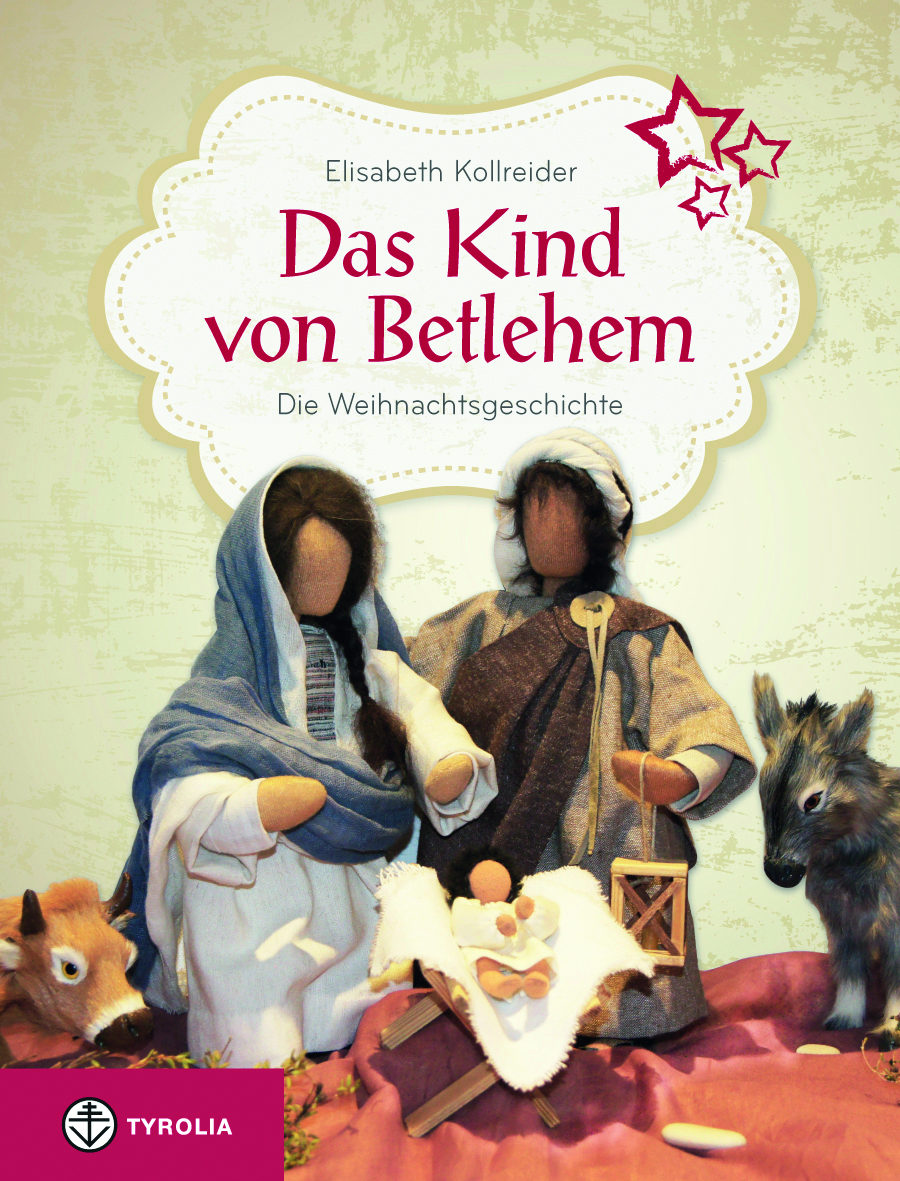 Elisabeth Kollreider
Das Kind
von Betlehem
Die Weihnachtsgeschichte
TYROLIA